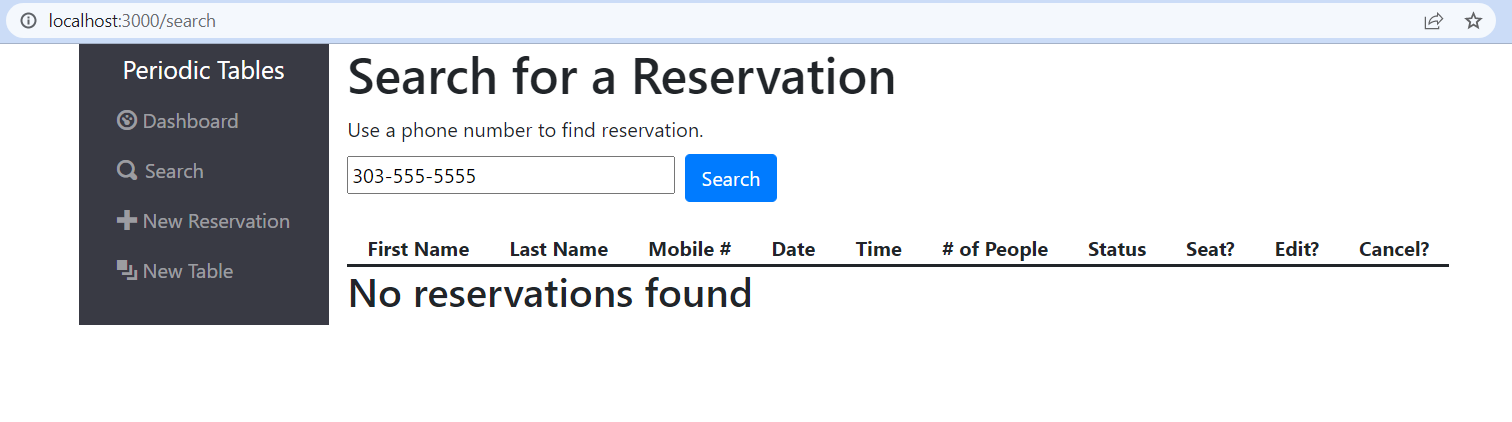 localhost:3000/search
Periodic Tables
Dashboard
Search
New Reservation
New Table
Search for a Reservation
Use a phone number to find reservation.
303-555-5555 Search
First Name Last Name Mobile # Date Time # of People Status Seat? Edit? Cancel?
No reservations found